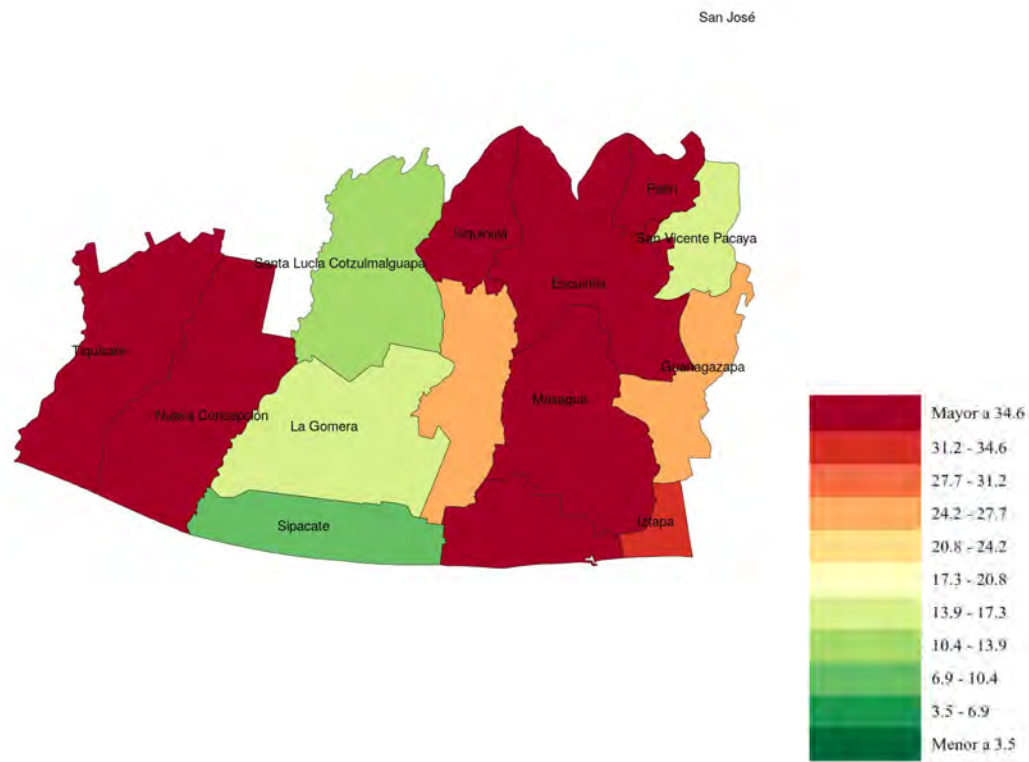 San José
Palín
Siquinalá
San Vicente Pacaya
Santa Lucía Cotzulmalguapa
Escuintla
Tiquisate
Guanagazapa
Masagua
Nueva Concepción
La Gomera
Sipacate
Iztapa
Mayor a 34.6
31.2 - 34.6
27.7 - 31.2
24.2 - 27.7
20.8 - 24.2
17.3 - 20.8
13.9 - 17.3
10.4 - 13.9
6.9 - 10.4
3.5 - 6.9
Menor a 3.5